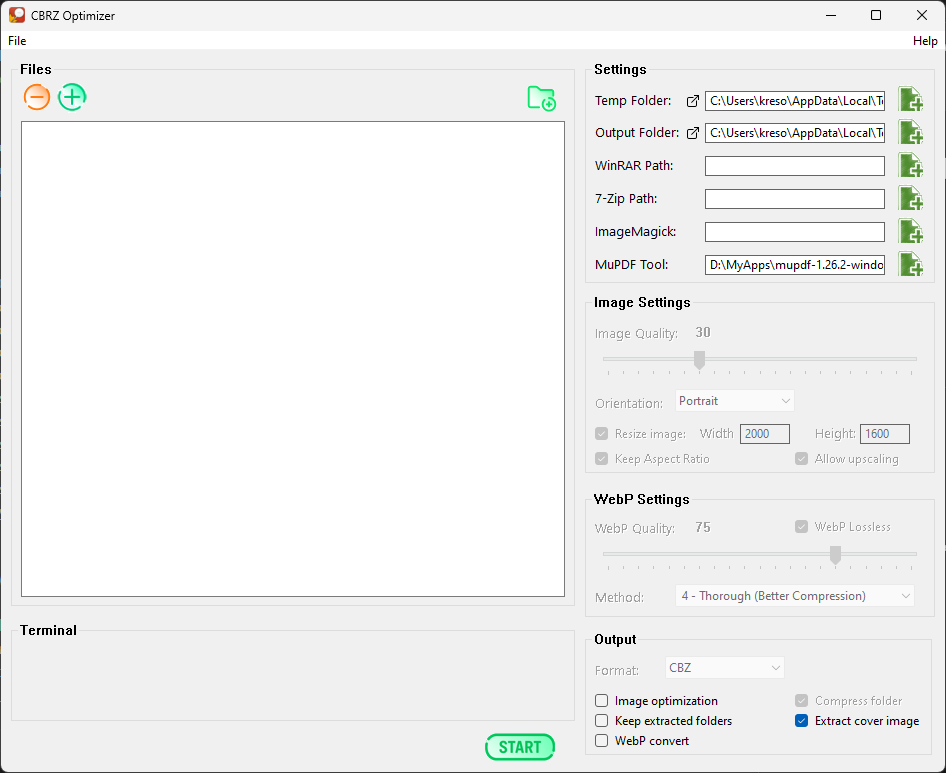 CBRZ Optimizer
File
Help
Files
Settings
Temp Folder:
C:\Users\kreso\AppData\Local\T
Output Folder:
C:\Users\kreso\AppData\Local\T
WinRAR Path:
7-Zip Path:
ImageMagick:
MuPDF Tool:
D:\MyApps\mupdf-1.26.2-windo
Image Settings
Image Quality: 30
Orientation: Portrait
Resize image: Width 2000 Height: 1600
Keep Aspect Ratio Allow upscaling
WebP Settings
WebP Quality: 75 WebP Lossless
Method: 4 - Thorough (Better Compression)
Terminal
START
Output
Format: CBZ
Image optimization Compress folder
Keep extracted folders Extract cover image
WebP convert